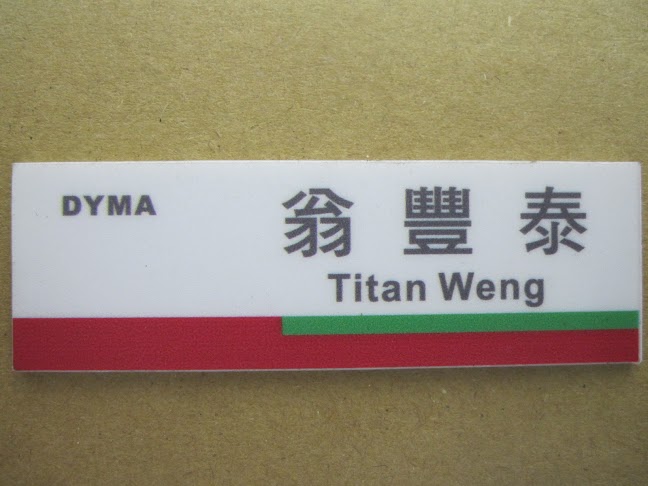 DYMA
翁豐泰
Titan Weng